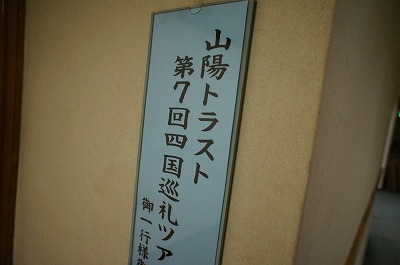 山陽トラスト
第7回四国巡礼ツア
御一行様